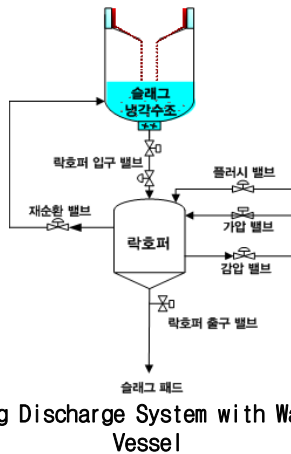 슬래그
냉각수조
락호퍼 입구 밸브
플러시 밸브
재순환 밸브
가압 밸브
락호퍼
감압 밸브
락호퍼 출구 밸브
슬래그 패드
g Discharge System with Wa
Vessel